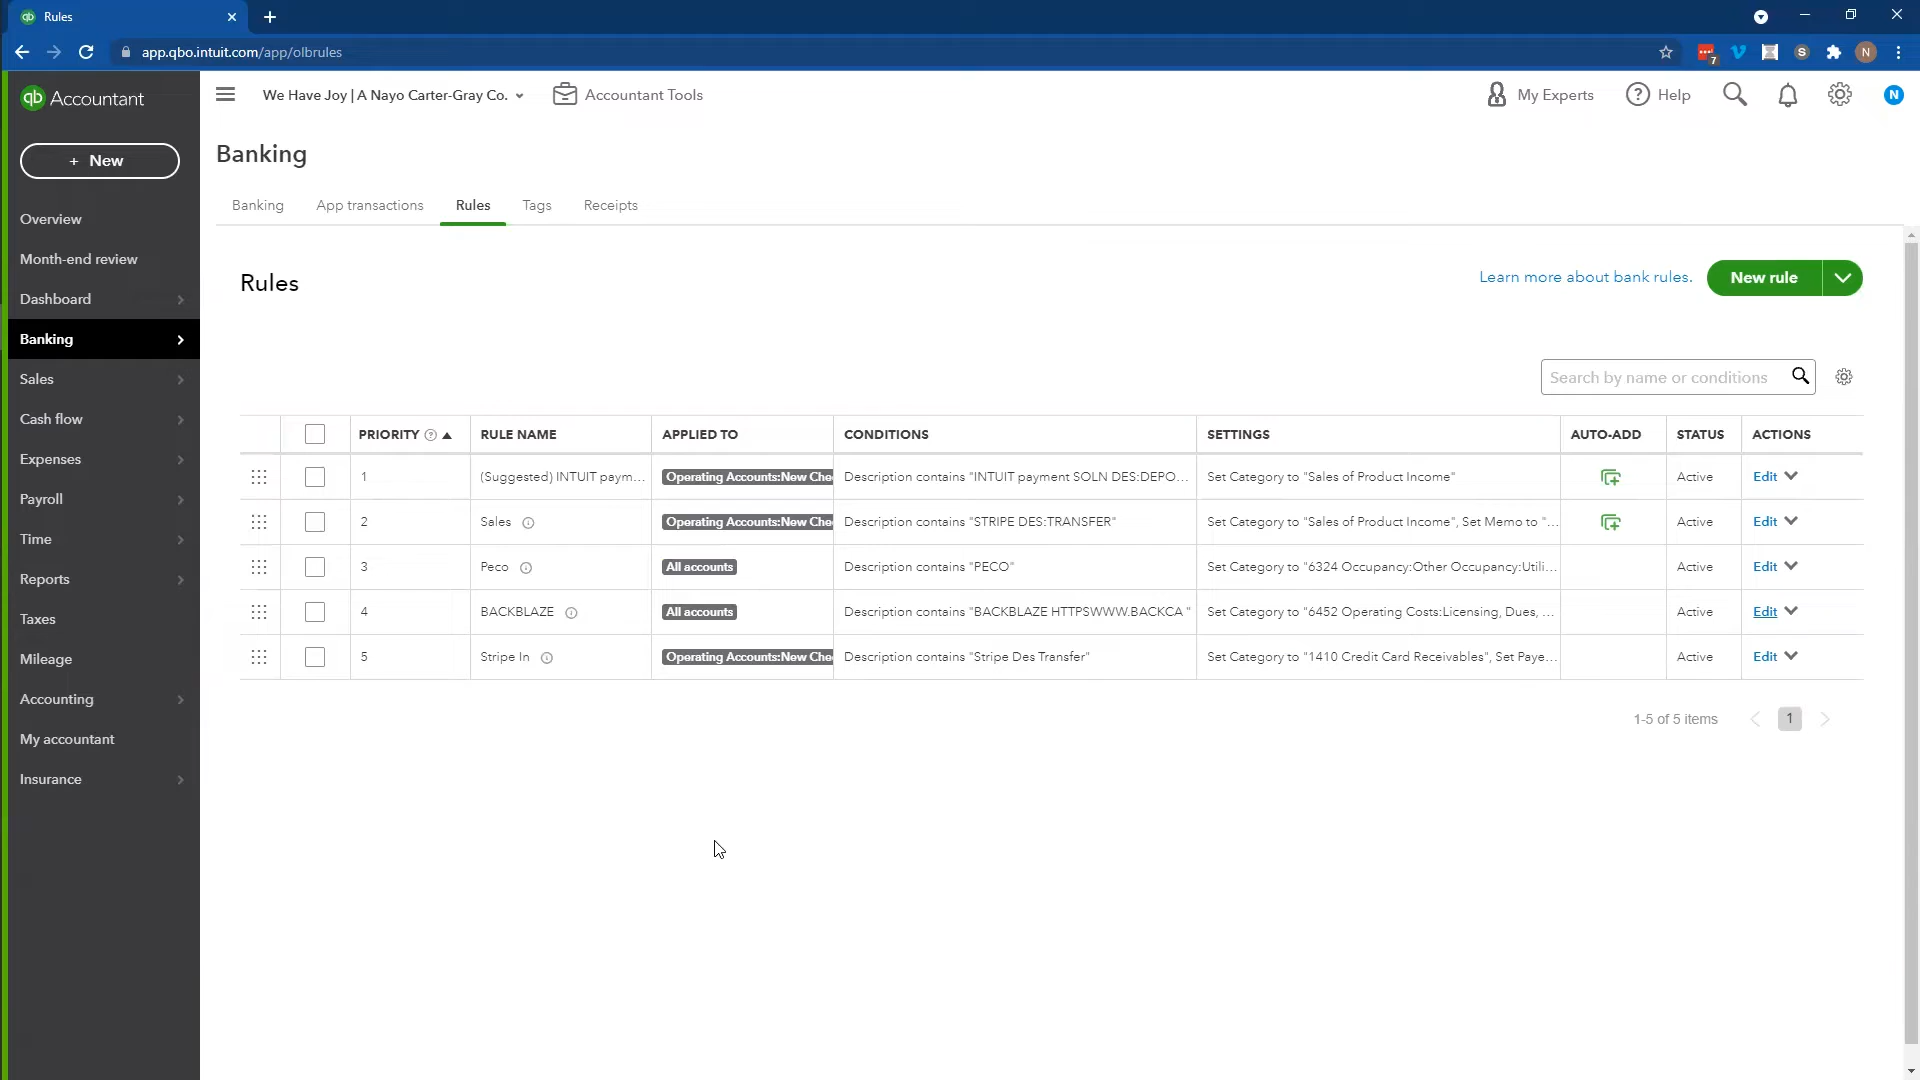 Rules
app.qbo.intuit.com/app/olbrules
7
S
N
qb Accountant
We Have Joy | A Nayo Carter-Gray Co.
Accountant Tools
My Experts
Help
N
+ New
Overview
Month-end review
Dashboard
Banking
Sales
Cash flow
Expenses
Payroll
Time
Reports
Taxes
Mileage
Accounting
My accountant
Insurance
Banking
Banking App transactions Rules Tags Receipts
Rules
Learn more about bank rules.
New rule
Search by name or conditions
PRIORITY RULE NAME APPLIED TO CONDITIONS SETTINGS AUTO-ADD STATUS ACTIONS
1 (Suggested) INTUIT paym... Operating Accounts:New Che Description contains "INTUIT payment SOLN DES:DEPO... Set Category to "Sales of Product Income" Active Edit
2 Sales Operating Accounts:New Che Description contains "STRIPE DES:TRANSFER" Set Category to "Sales of Product Income", Set Memo to "... Active Edit
3 Peco All accounts Description contains "PECO" Set Category to "6324 Occupancy:Other Occupancy:Utili... Active Edit
4 BACKBLAZE All accounts Description contains "BACKBLAZE HTTPSWWW.BACKCA " Set Category to "6452 Operating Costs:Licensing, Dues, ... Active Edit
5 Stripe In Operating Accounts:New Che Description contains "Stripe Des Transfer" Set Category to "1410 Credit Card Receivables", Set Paye... Active Edit
1-5 of 5 items 1